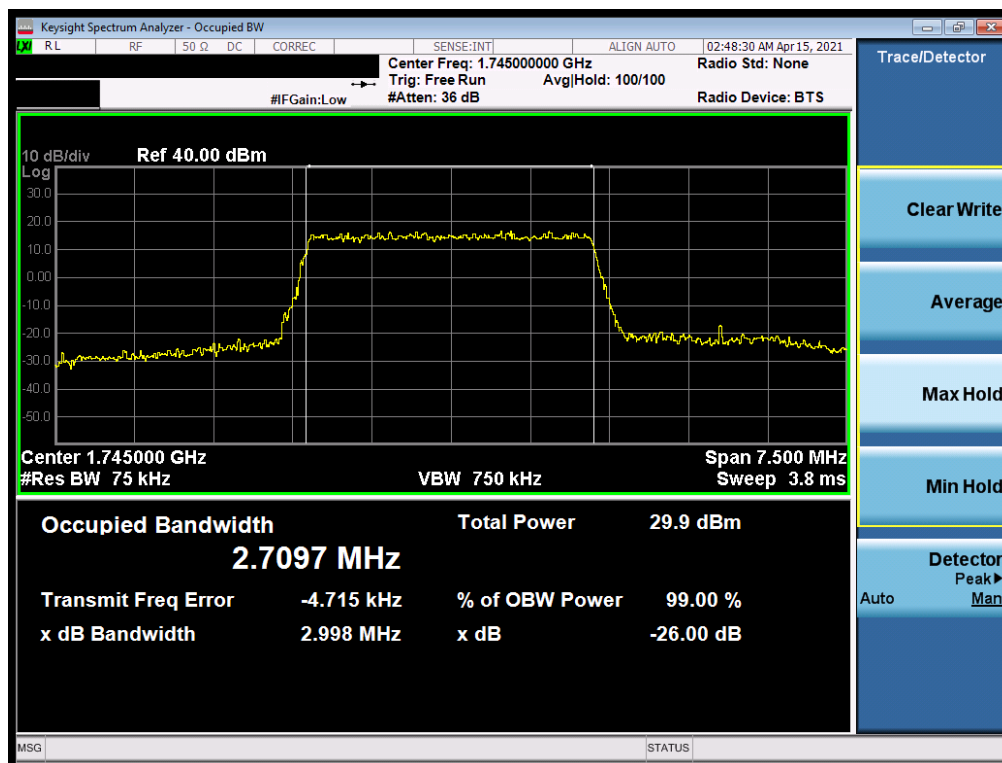 Keysight Spectrum Analyzer - Occupied BW
LXI RL RF 50 Ω DC CORREC SENSE:INT ALIGN AUTO 02:48:30 AM Apr 15, 2021
Center Freq: 1.745000000 GHz Radio Std: None
Trig: Free Run Avg|Hold: 100/100
#IFGain:Low #Atten: 36 dB Radio Device: BTS
10 dB/div Ref 40.00 dBm
Log
30.0
20.0
10.0
0.00
-10.0
-20.0
-30.0
-40.0
-50.0
Center 1.745000 GHz Span 7.500 MHz
#Res BW 75 kHz VBW 750 kHz Sweep 3.8 ms
Occupied Bandwidth Total Power 29.9 dBm
2.7097 MHz
Transmit Freq Error -4.715 kHz % of OBW Power 99.00 %
x dB Bandwidth 2.998 MHz x dB -26.00 dB
MSG STATUS
Trace/Detector
Clear Write
Average
Max Hold
Min Hold
Detector
Peak▶
Auto Man